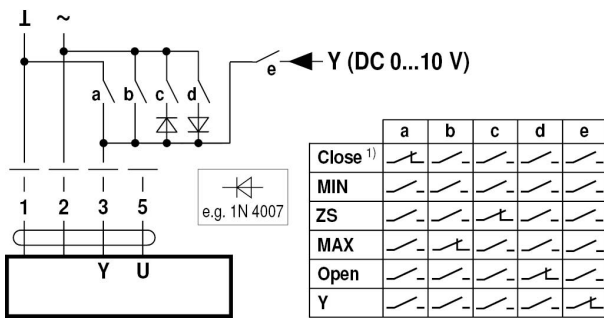 ⊥ ~
a b c d
e Y (DC 0...10 V)
1 2 3 5
Y U
e.g. 1N 4007
a b c d e
Close 1)
MIN
ZS
MAX
Open
Y